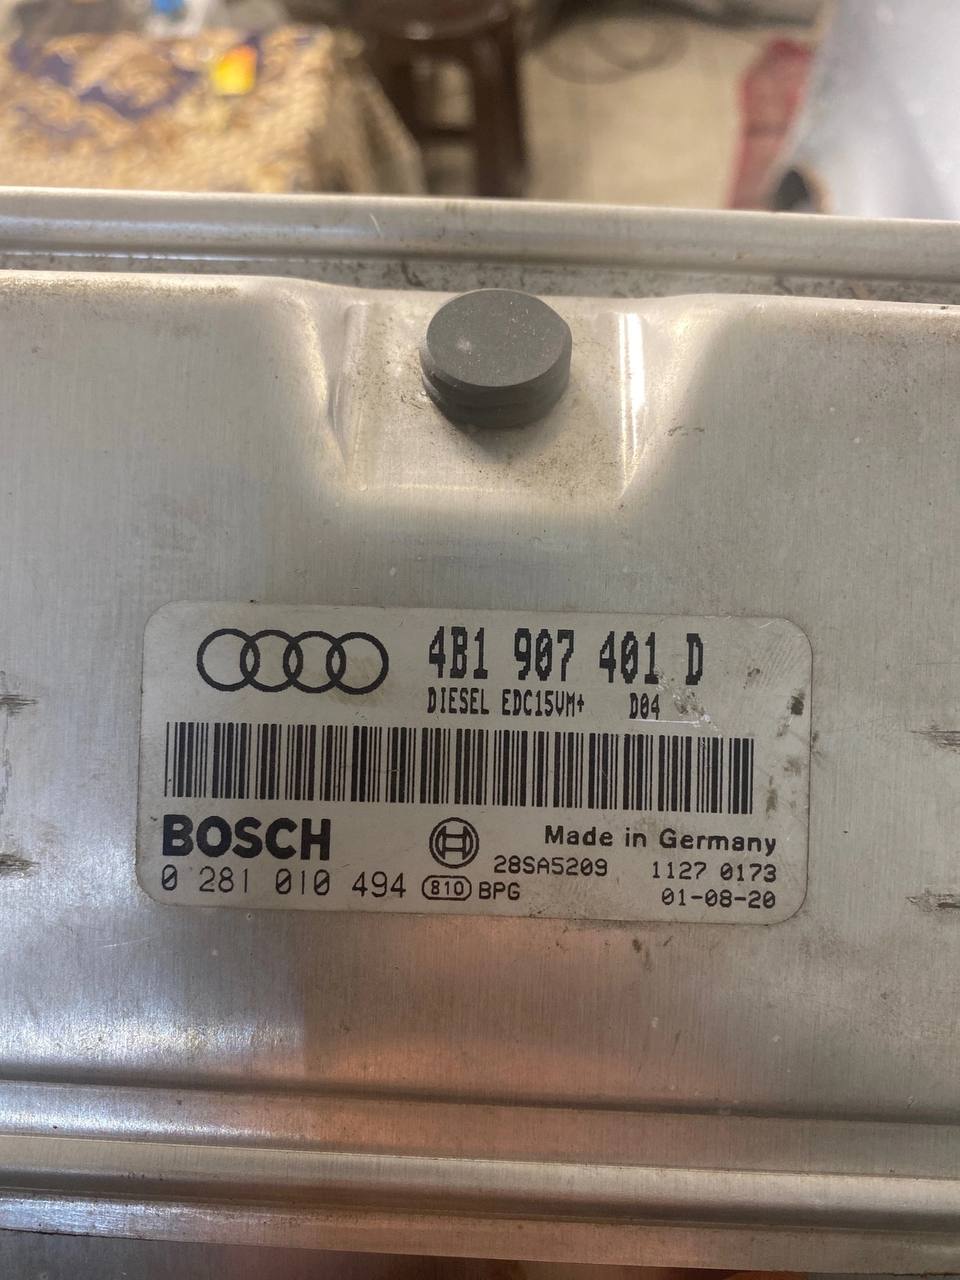 4B1 907 401 D
DIESEL EDC15VM+ D04
BOSCH
Made in Germany
28SA5209 1127 0173
0 281 010 494 810 BPG 01-08-20